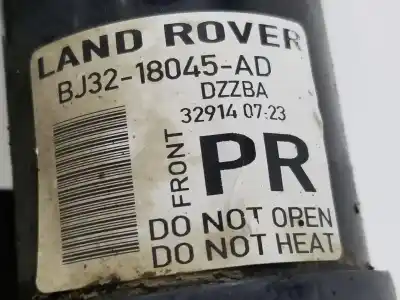 LAND ROVER
BJ32-18045-AD
DZZBA
32914 07:23
FRONT
PR
DO NOT OPEN
DO NOT HEAT